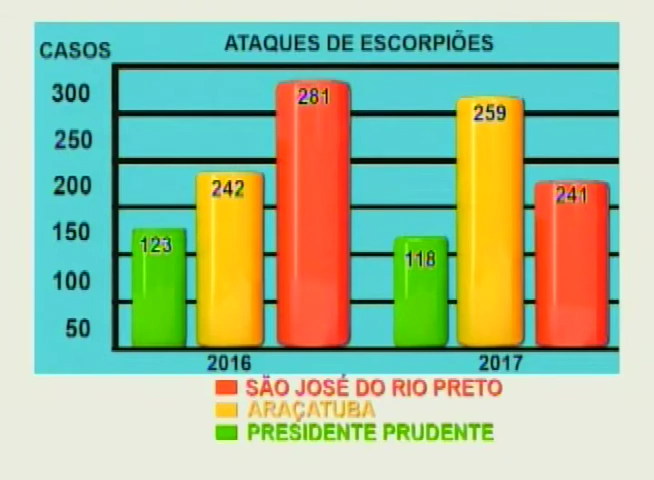 CASOS
ATAQUES DE ESCORPIÕES
300
250
200
150
100
50
123
242
281
118
259
241
2016
2017
SÃO JOSÉ DO RIO PRETO
ARAÇATUBA
PRESIDENTE PRUDENTE